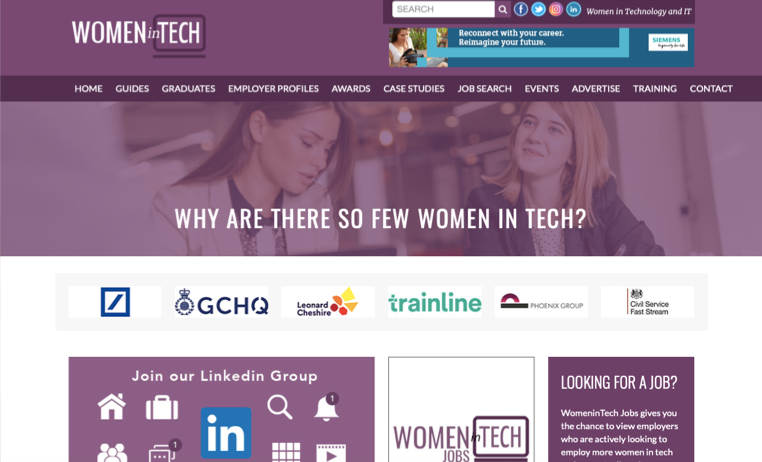 SEARCH
Women in Technology and IT
WOMEN in TECH
Reconnect with your career.
Reimagine your future.
SIEMENS
Ingenuity for life
HOME GUIDES GRADUATES EMPLOYER PROFILES AWARDS CASE STUDIES JOB SEARCH EVENTS ADVERTISE TRAINING CONTACT
WHY ARE THERE SO FEW WOMEN IN TECH?
GCHQ
Leonard
Cheshire
trainline
PHOENIX GROUP
Civil Service
Fast Stream
Join our Linkedin Group
1
in
1
WOMEN in TECH
JOBS
LOOKING FOR A JOB?
WomeninTech Jobs gives you
the chance to view employers
who are actively looking to
employ more women in tech